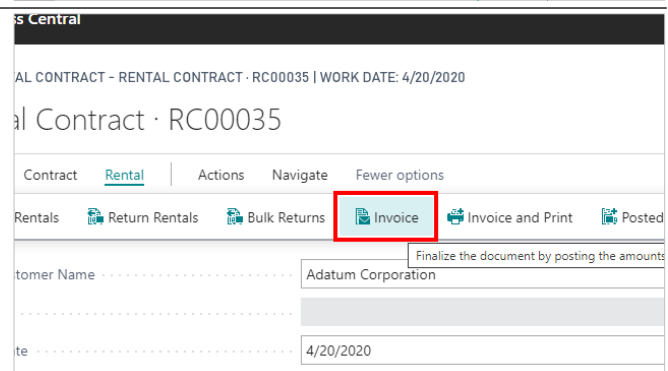 ss Central
AL CONTRACT - RENTAL CONTRACT · RC00035 | WORK DATE: 4/20/2020
al Contract · RC00035
Contract Rental Actions Navigate Fewer options
Rentals Return Rentals Bulk Returns Invoice Invoice and Print Posted
Finalize the document by posting the amounts
tomer Name Adatum Corporation
te 4/20/2020